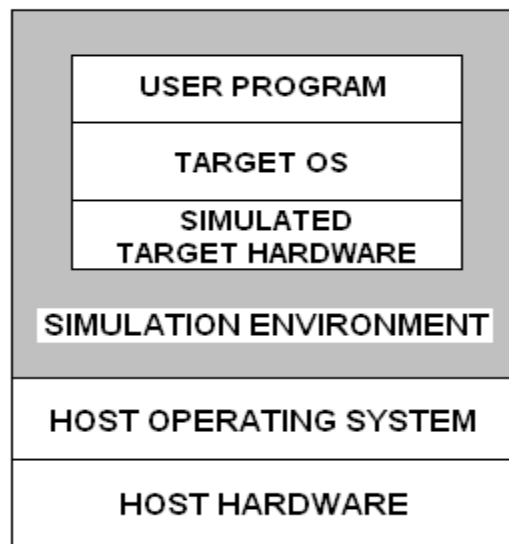 USER PROGRAM
TARGET OS
SIMULATED
TARGET HARDWARE
SIMULATION ENVIRONMENT
HOST OPERATING SYSTEM
HOST HARDWARE